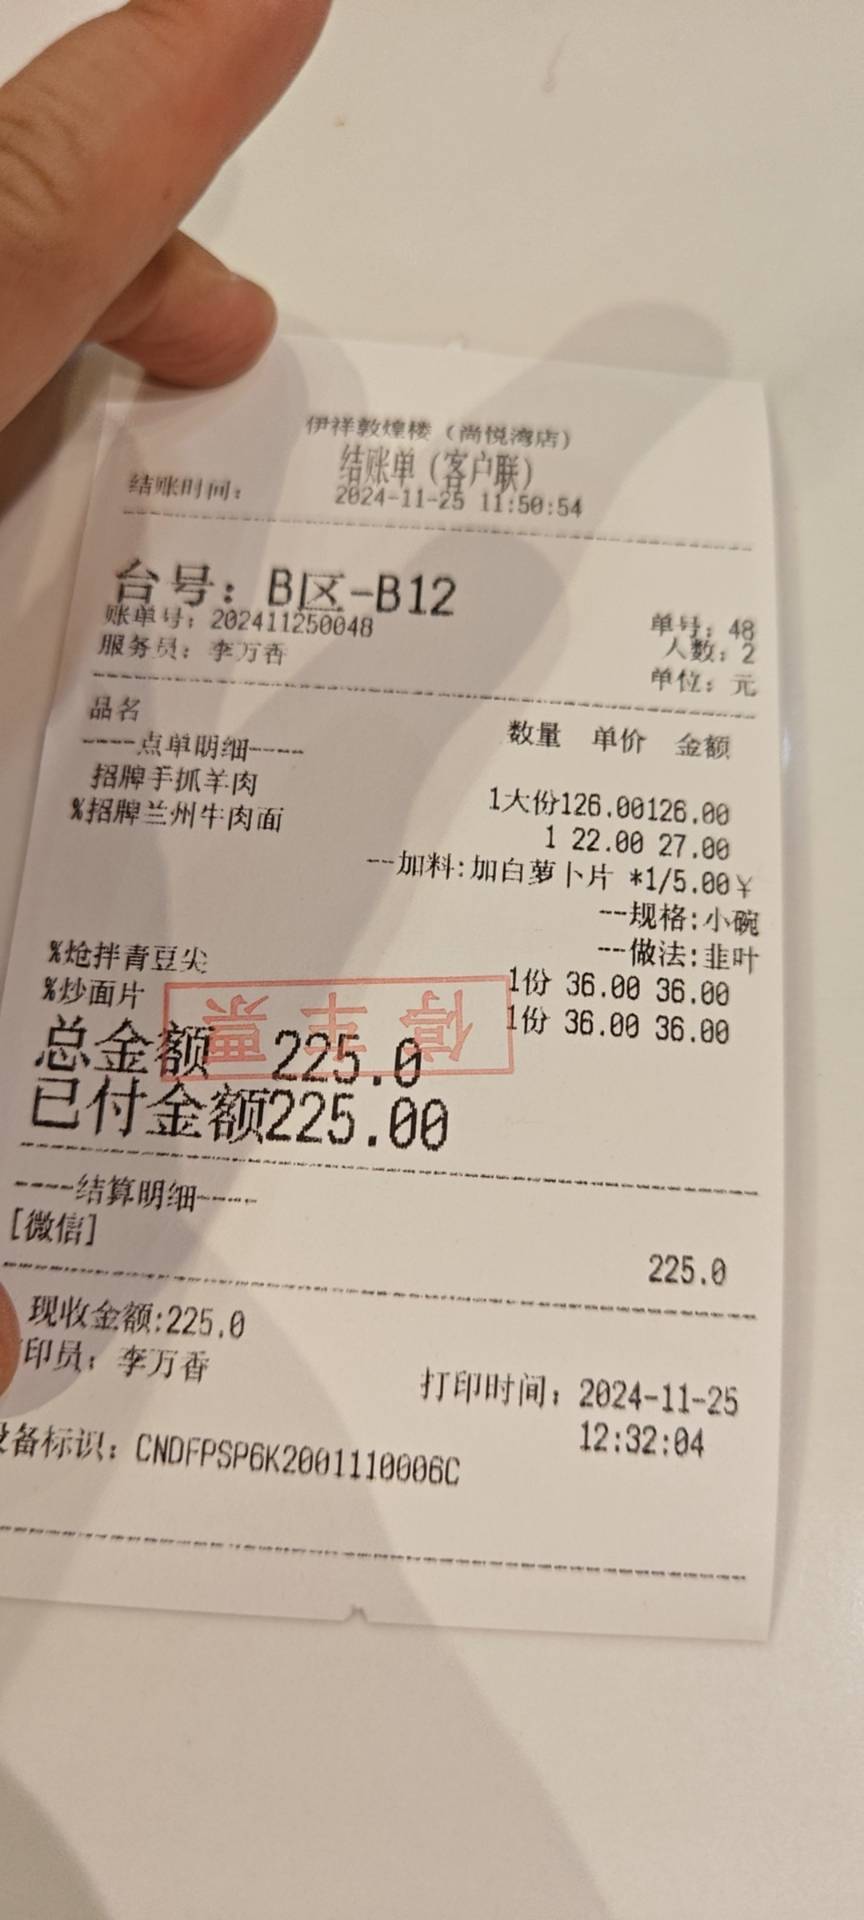 伊祥敦煌楼（尚悦湾店）
结账单（客户联）
结账时间： 2024-11-25 11:50:54
台号：B区-B12
账单号：202411250048 单号：48
服务员：李万香 人数：2
单位：元
品名 数量 单价 金额
----点单明细----
招牌手抓羊肉 1大份126.00126.00
%招牌兰州牛肉面 1 22.00 27.00
--加料:加白萝卜片 *1/5.00¥
--规格:小碗
--做法:韭叶
%炝拌青豆尖 1份 36.00 36.00
%炒面片 1份 36.00 36.00
停车票
总金额 225.0
已付金额225.00
----结算明细----
[微信] 225.0
现收金额:225.0
印员：李万香 打印时间：2024-11-25
12:32:04
备标识：CNDFPSP6K2001110006C